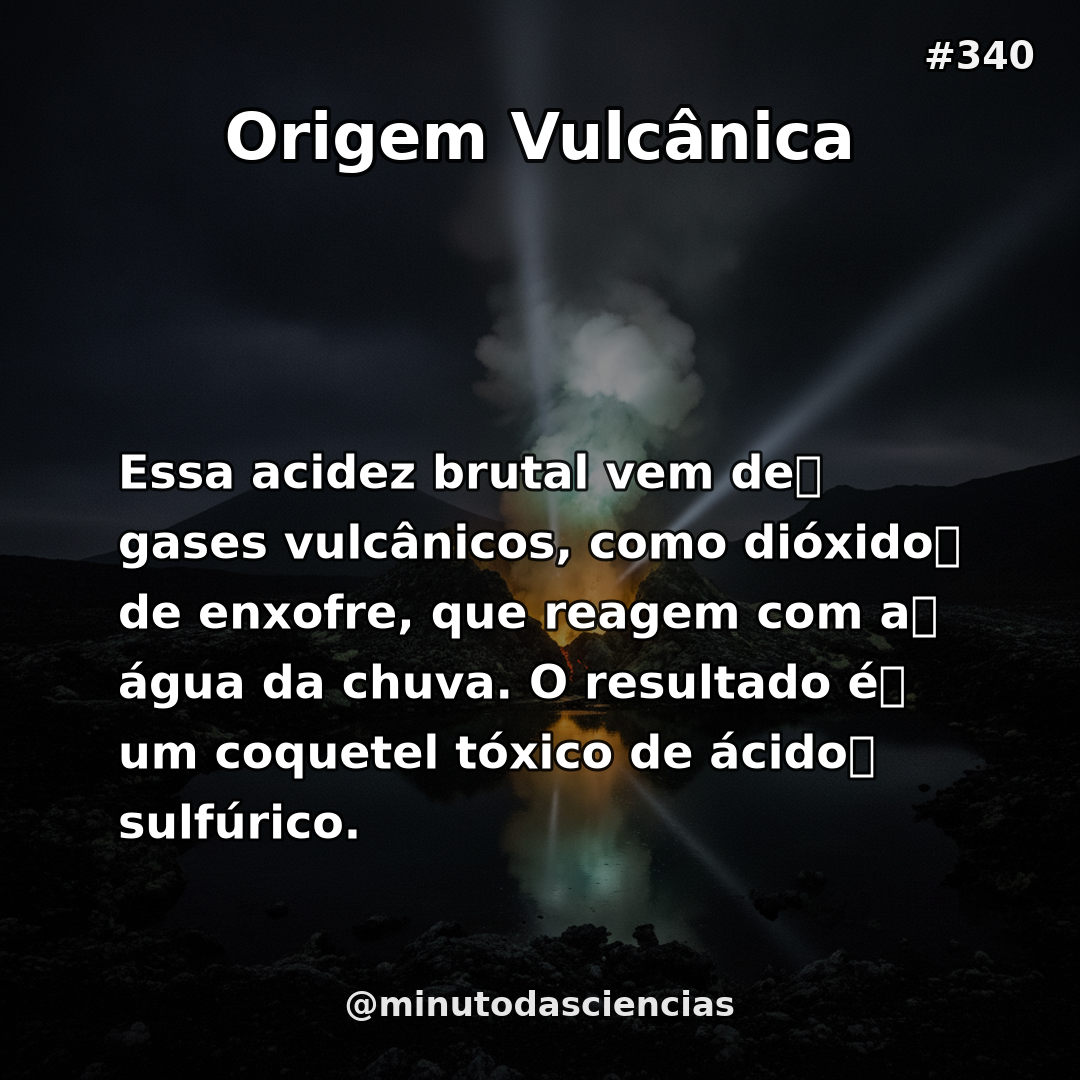 #340
Origem Vulcânica
Essa acidez brutal vem de
gases vulcânicos, como dióxido
de enxofre, que reagem com a
água da chuva. O resultado é
um coquetel tóxico de ácido
sulfúrico.
@minutodasciencias